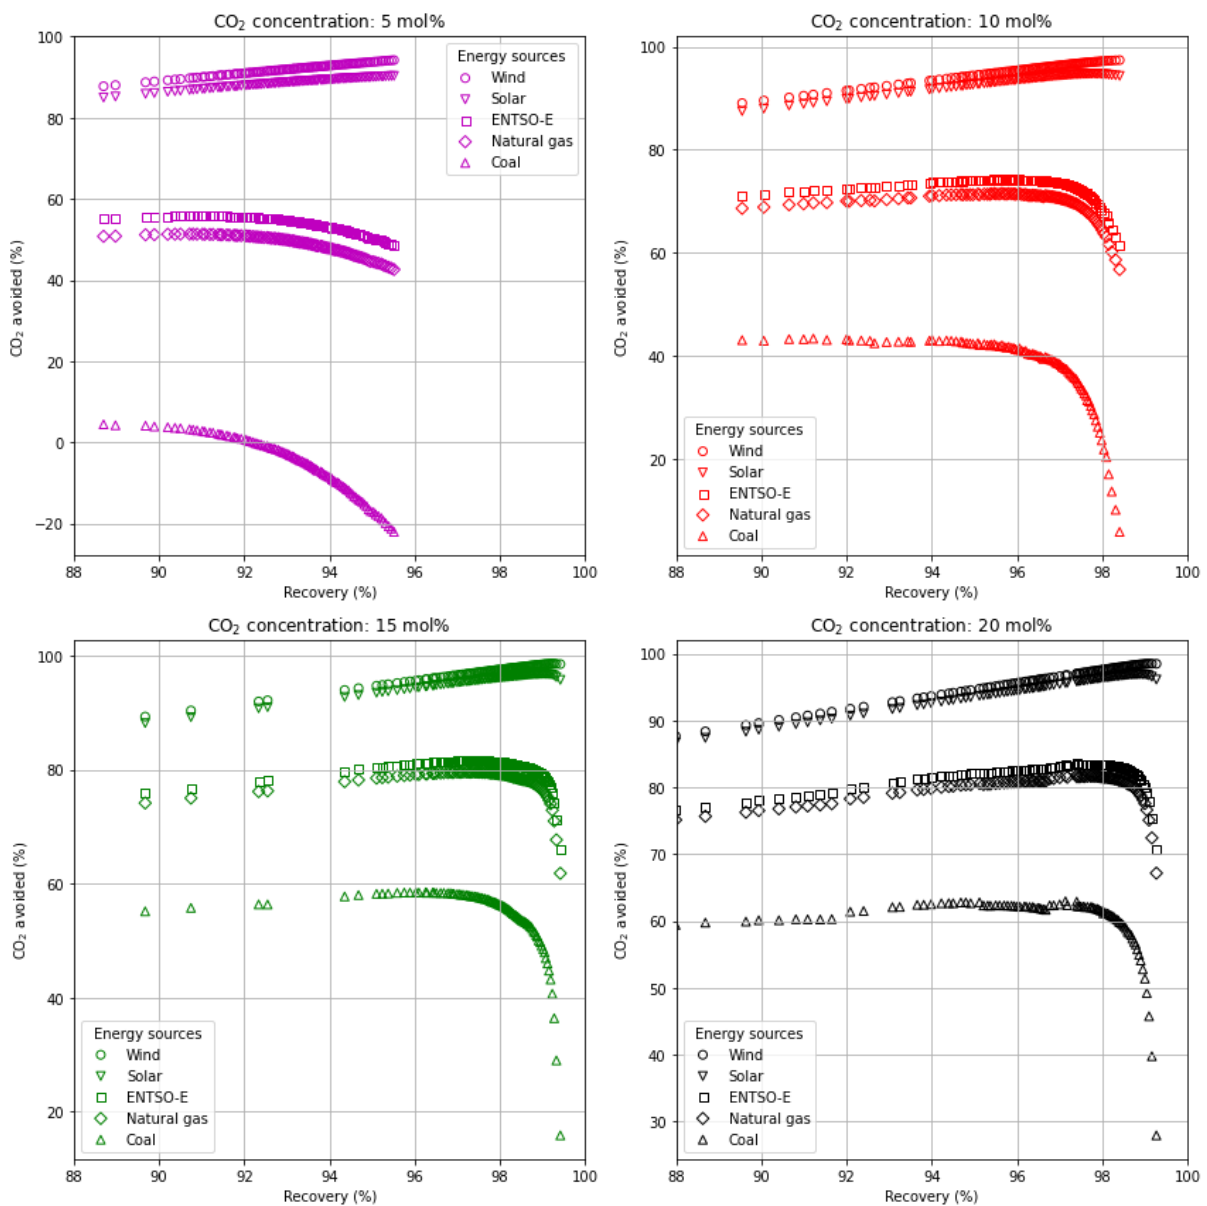 CO₂ concentration: 5 mol%
100
80
60
40
20
0
−20
CO₂ avoided (%)
Energy sources
Wind
Solar
ENTSO-E
Natural gas
Coal
88 90 92 94 96 98 100
Recovery (%)
CO₂ concentration: 10 mol%
100
80
60
40
20
CO₂ avoided (%)
Energy sources
Wind
Solar
ENTSO-E
Natural gas
Coal
88 90 92 94 96 98 100
Recovery (%)
CO₂ concentration: 15 mol%
100
80
60
40
20
CO₂ avoided (%)
Energy sources
Wind
Solar
ENTSO-E
Natural gas
Coal
88 90 92 94 96 98 100
Recovery (%)
CO₂ concentration: 20 mol%
100
90
80
70
60
50
40
30
CO₂ avoided (%)
Energy sources
Wind
Solar
ENTSO-E
Natural gas
Coal
88 90 92 94 96 98 100
Recovery (%)